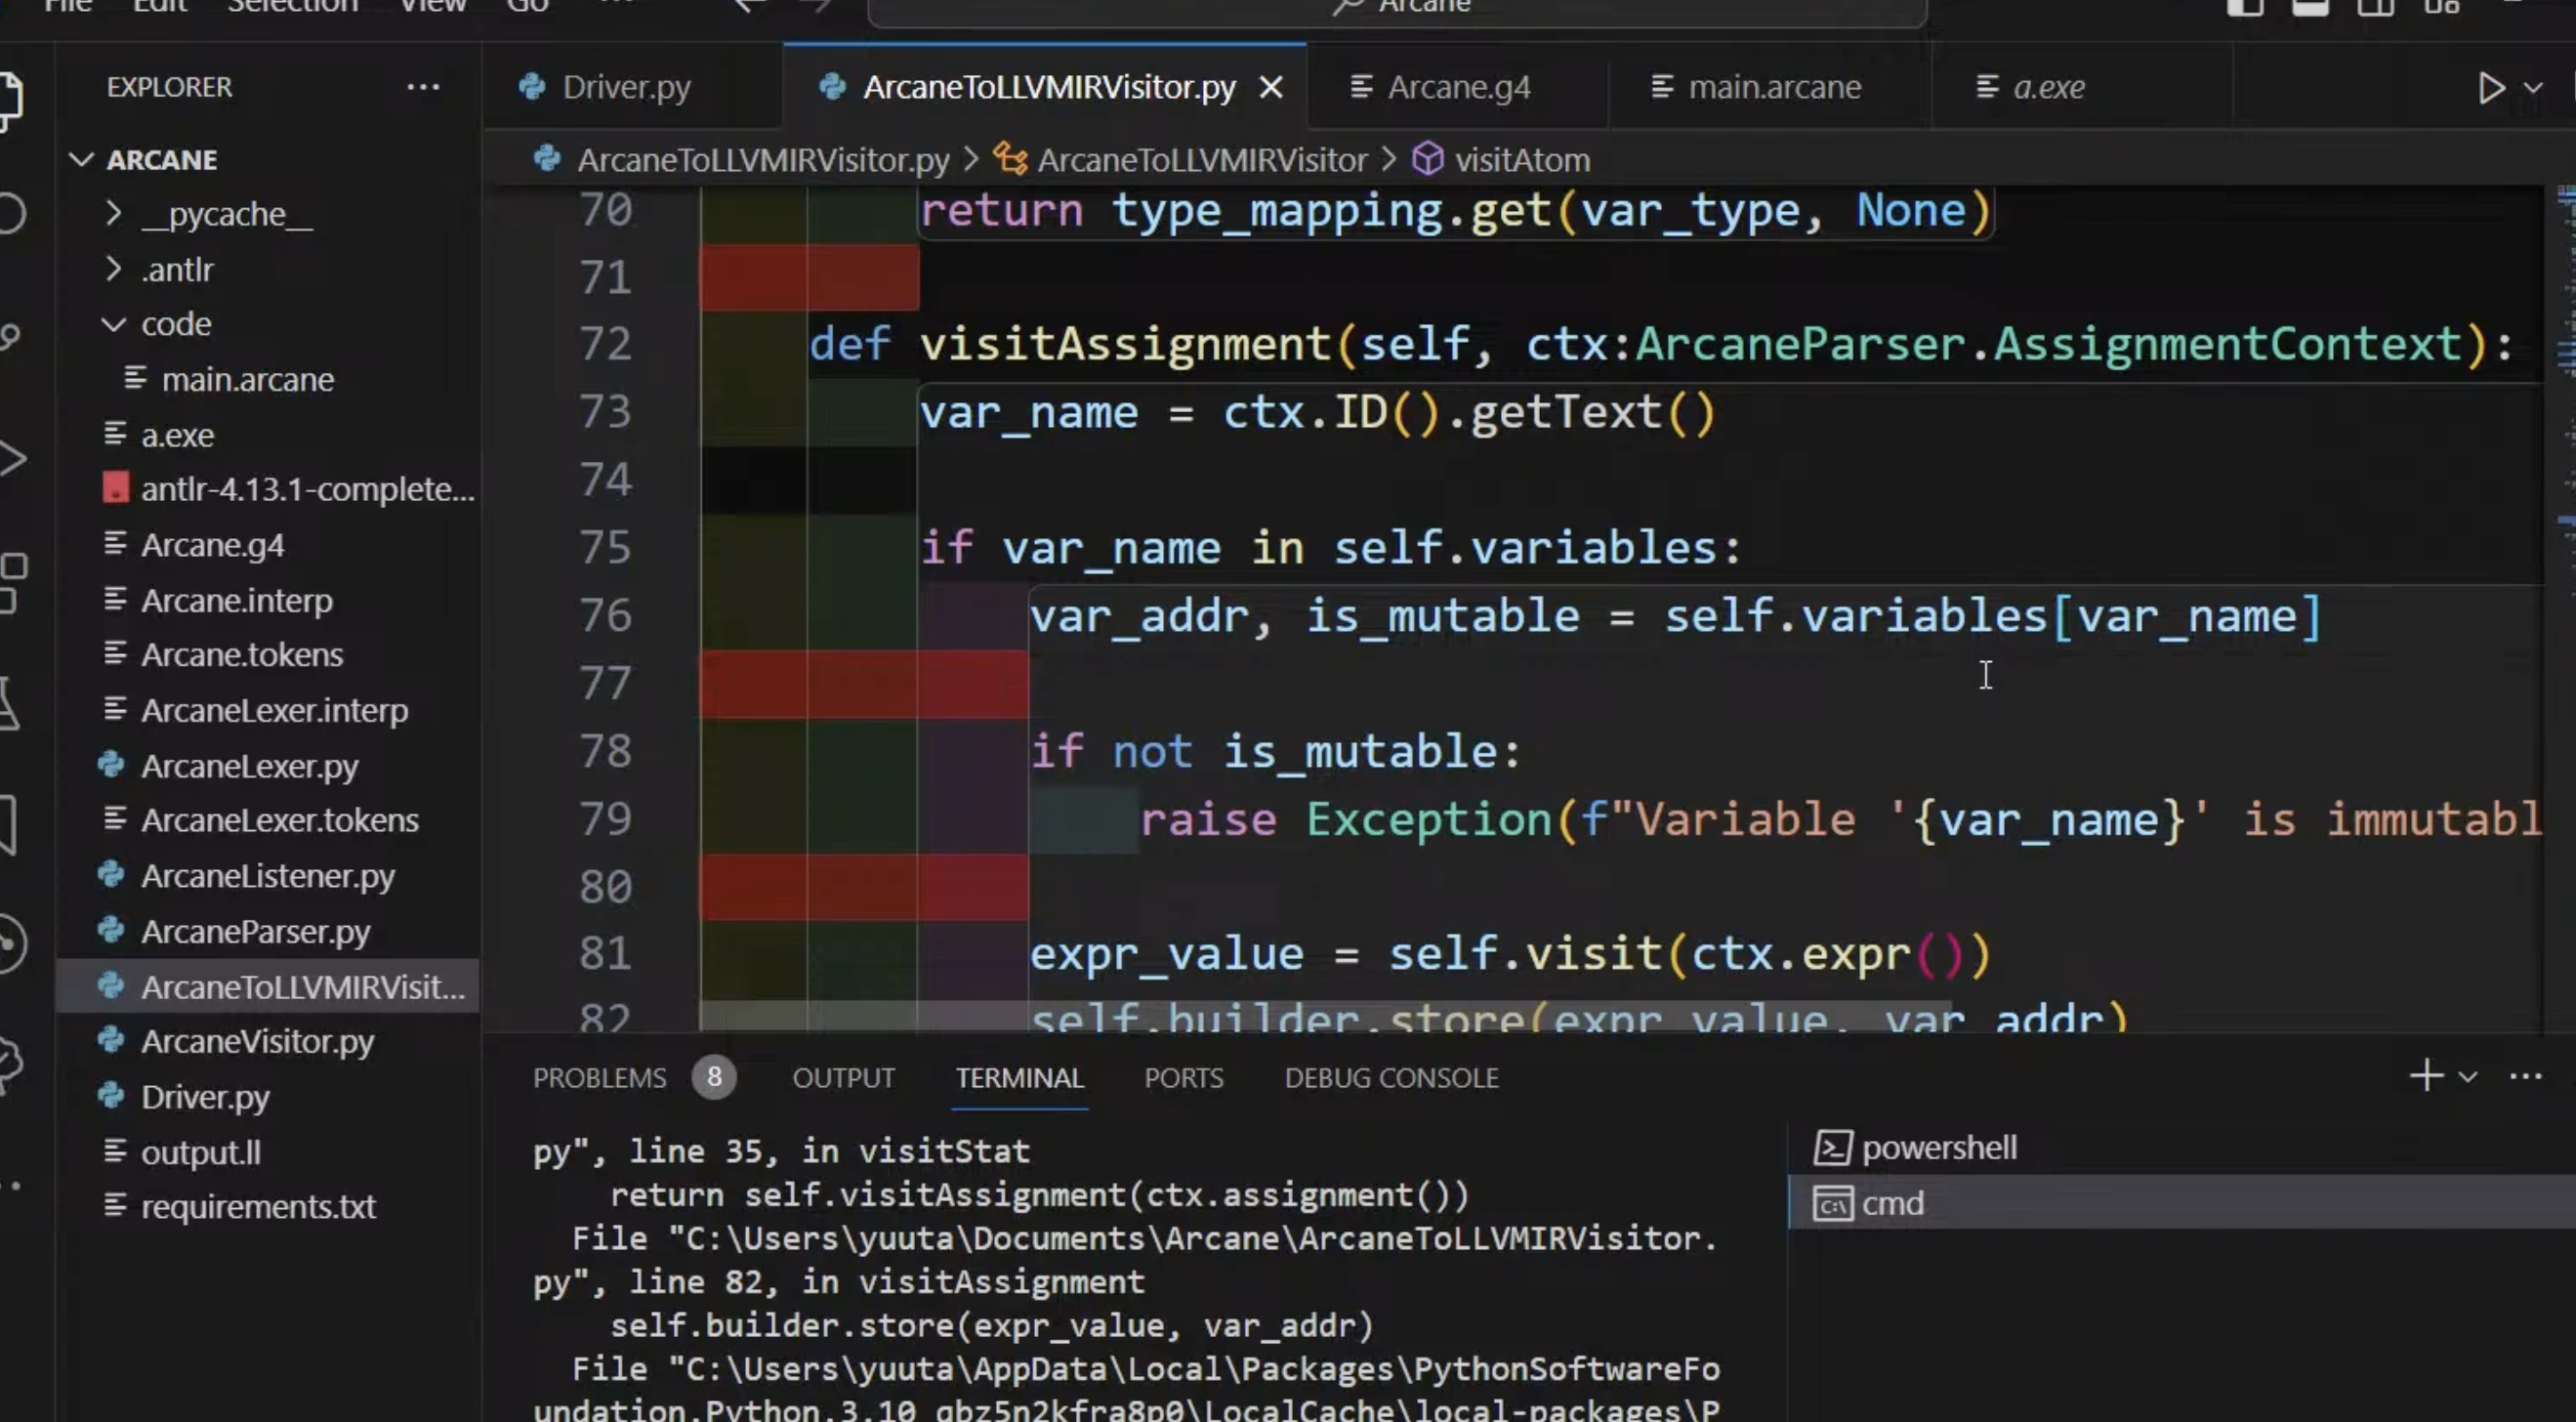 File Edit Selection View Go ... Arcane
EXPLORER ...
ARCANE
__pycache__
.antlr
code
main.arcane
a.exe
antlr-4.13.1-complete...
Arcane.g4
Arcane.interp
Arcane.tokens
ArcaneLexer.interp
ArcaneLexer.py
ArcaneLexer.tokens
ArcaneListener.py
ArcaneParser.py
ArcaneToLLVMIRVisit...
ArcaneVisitor.py
Driver.py
output.ll
requirements.txt
Driver.py ArcaneToLLVMIRVisitor.py Arcane.g4 main.arcane a.exe
ArcaneToLLVMIRVisitor.py > ArcaneToLLVMIRVisitor > visitAtom
70 return type_mapping.get(var_type, None)
71
72 def visitAssignment(self, ctx:ArcaneParser.AssignmentContext):
73 var_name = ctx.ID().getText()
74
75 if var_name in self.variables:
76 var_addr, is_mutable = self.variables[var_name]
77
78 if not is_mutable:
79 raise Exception(f"Variable '{var_name}' is immutabl
80
81 expr_value = self.visit(ctx.expr())
82 self.builder.store(expr_value, var_addr)
PROBLEMS 8 OUTPUT TERMINAL PORTS DEBUG CONSOLE
py", line 35, in visitStat
return self.visitAssignment(ctx.assignment())
File "C:\Users\yuuta\Documents\Arcane\ArcaneToLLVMIRVisitor.
py", line 82, in visitAssignment
self.builder.store(expr_value, var_addr)
File "C:\Users\yuuta\AppData\Local\Packages\PythonSoftwareFo
undation.Python.3.10_qbz5n2kfra8p0\LocalCache\local-packages\P
powershell
cmd